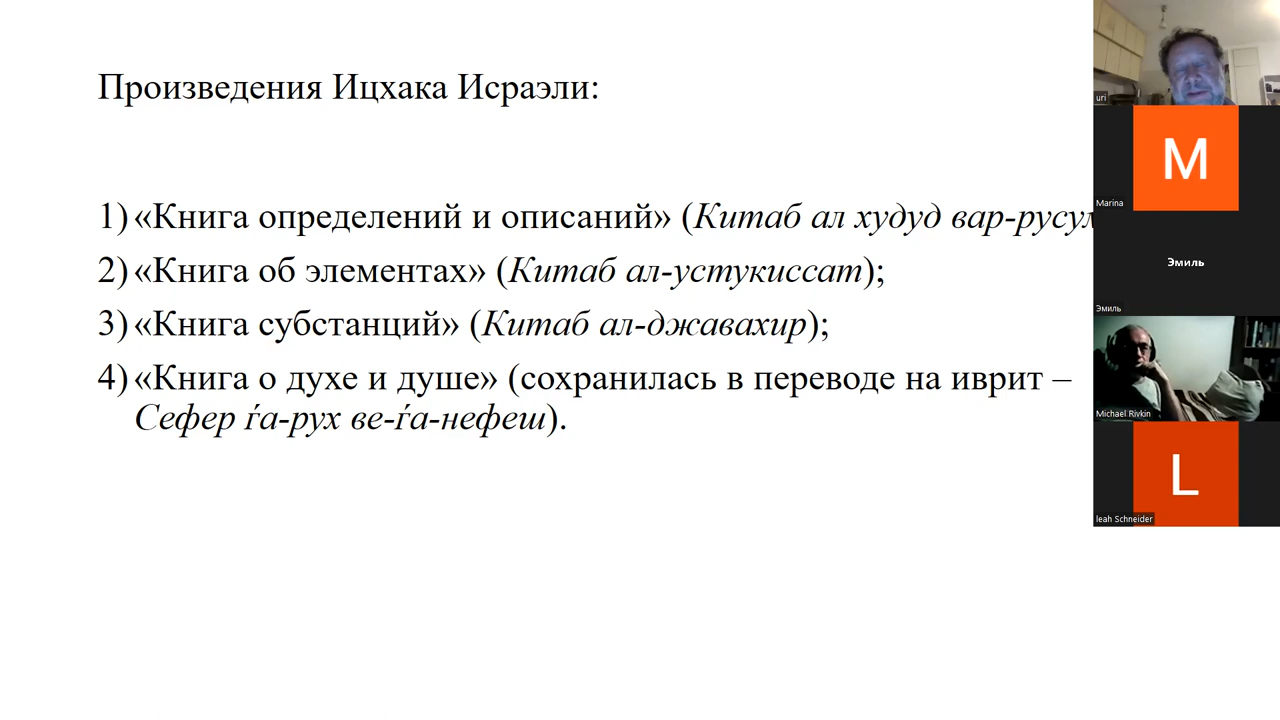 Произведения Ицхака Исраэли:
1) «Книга определений и описаний» (Китаб ал худуд вар-русум
2) «Книга об элементах» (Китаб ал-устукиссат);
3) «Книга субстанций» (Китаб ал-джавахир);
4) «Книга о духе и душе» (сохранилась в переводе на иврит –
Сефер ѓа-рух ве-ѓа-нефеш).
uri
M
Marina
Эмиль
Эмиль
Michael Rivkin
L
leah Schneider